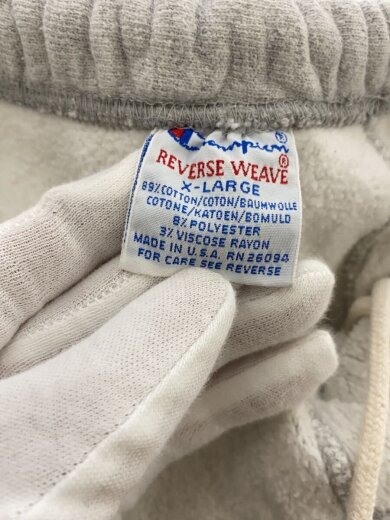 Champion®
REVERSE WEAVE®
X-LARGE
89% COTTON/COTON/BAUMWOLLE
COTONE/KATOEN/BOMULD
8% POLYESTER
3% VISCOSE RAYON
MADE IN U.S.A. RN 26094
FOR CARE SEE REVERSE